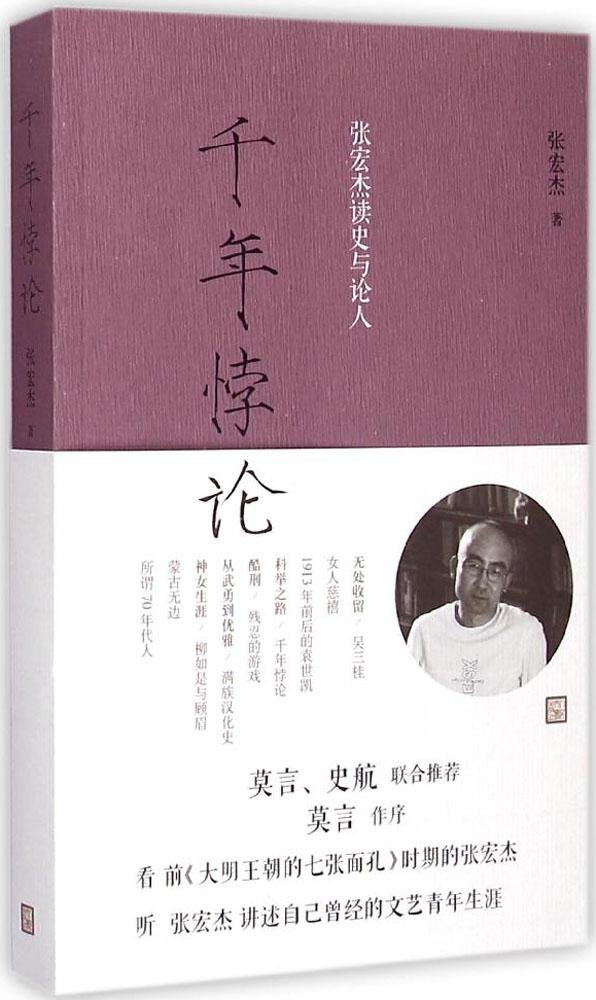 张宏杰 著
张宏杰读史与论人
千年悖论
千年悖论
张宏杰 著
无处收留/吴三桂
女人慈禧
1913年前后的袁世凯
科举之路/千年悖论
酷刑/残忍的游戏
从武勇到优雅/满族汉化史
神女生涯/柳如是与顾眉
蒙古无边
所谓70年代人
莫言、史航 联合推荐
莫言 作序
看 前《大明王朝的七张面孔》时期的张宏杰
听 张宏杰 讲述自己曾经的文艺青年生涯